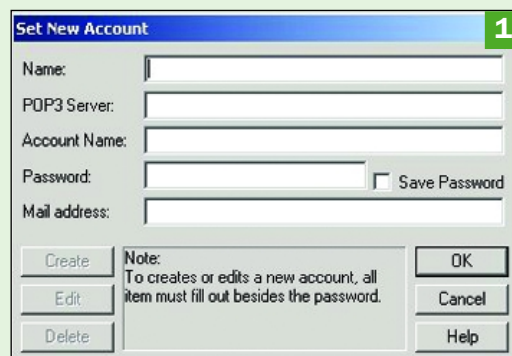 Set New Account
1
Name:
POP3 Server:
Account Name:
Password:
Save Password
Mail address:
Create
Edit
Delete
Note:
To creates or edits a new account, all
item must fill out besides the password.
OK
Cancel
Help